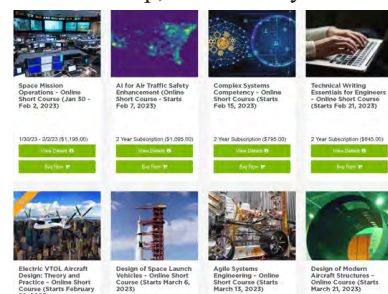 Space Mission
Operations - Online
Short Course (Jan 30 -
Feb 2, 2023)
1/30/23 - 2/2/23 ($1,195.00)
View Details
Buy Now
AI for Air Traffic Safety
Enhancement (Online
Short Course - Starts
Feb 7, 2023)
2 Year Subscription ($1,095.00)
View Details
Buy Now
Complex Systems
Competency - Online
Short Course (Starts
Feb 15, 2023)
2 Year Subscription ($795.00)
View Details
Buy Now
Technical Writing
Essentials for Engineers
- Online Short Course
(Starts Feb 21, 2023)
2 Year Subscription ($645.00)
View Details
Buy Now
Electric VTOL Aircraft
Design: Theory and
Practice - Online Short
Course (Starts February
Design of Space Launch
Vehicles - Online Short
Course (Starts March 6,
2023)
Agile Systems
Engineering - Online
Short Course (Starts
March 13, 2023)
Design of Modern
Aircraft Structures -
Online Short Course
(Starts March 21, 2023)